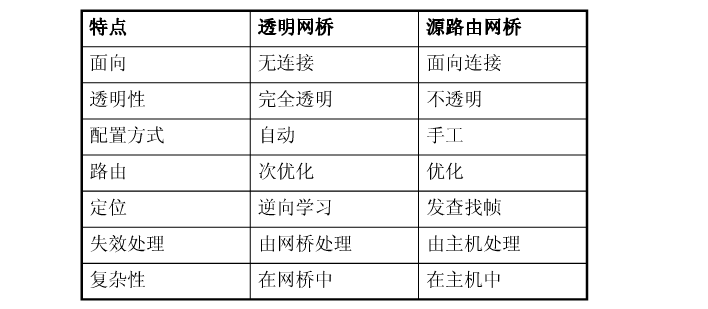 特点 透明网桥 源路由网桥
面向 无连接 面向连接
透明性 完全透明 不透明
配置方式 自动 手工
路由 次优化 优化
定位 逆向学习 发查找帧
失效处理 由网桥处理 由主机处理
复杂性 在网桥中 在主机中